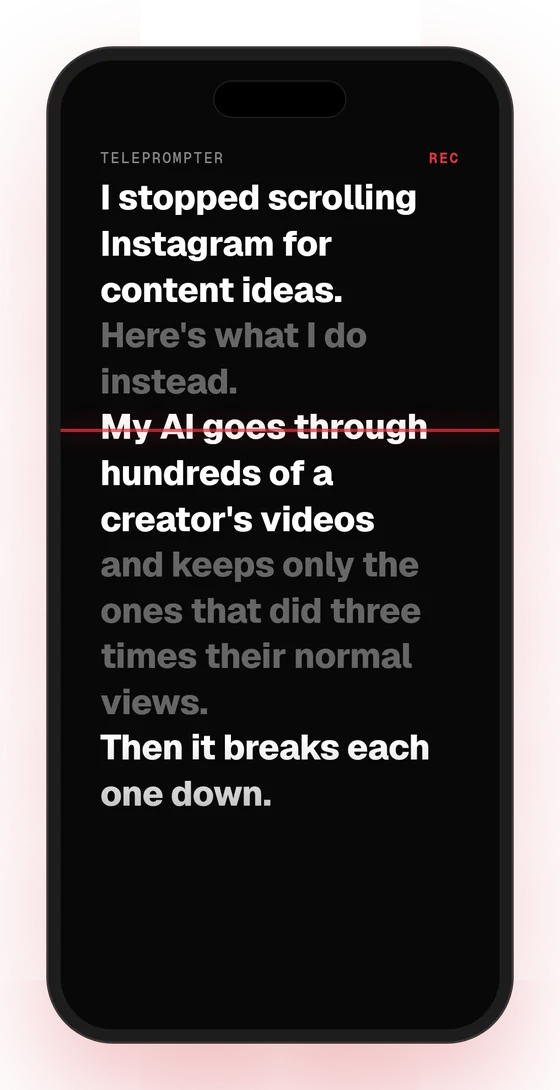 TELEPROMPTER REC
I stopped scrolling
Instagram for
content ideas.
Here's what I do
instead.
My AI goes through
hundreds of a
creator's videos
and keeps only the
ones that did three
times their normal
views.
Then it breaks each
one down.